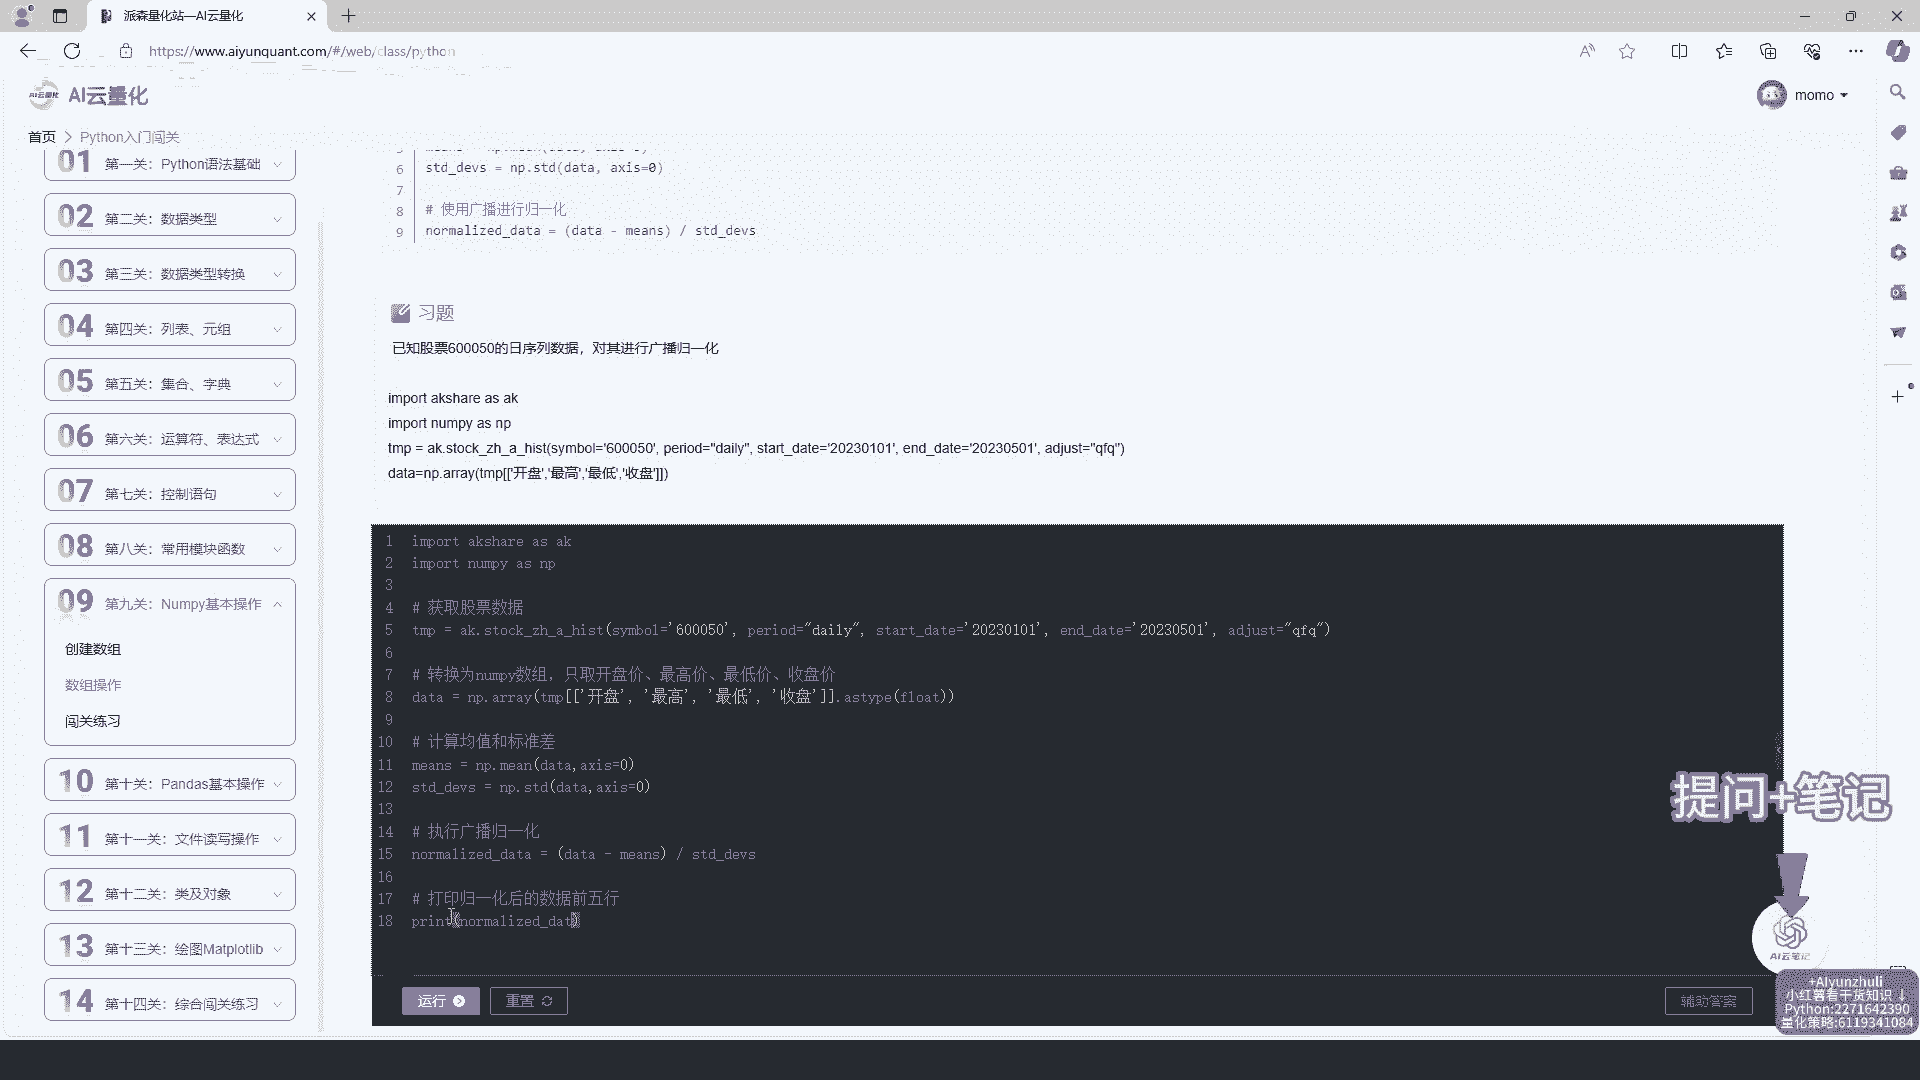 派森量化站—AI云量化
https://www.aiyunquant.com/#/web/class/python
AI云量化
momo
首页 > Python入门闯关
01 第一关：Python语法基础
02 第二关：数据类型
03 第三关：数据类型转换
04 第四关：列表、元组
05 第五关：集合、字典
06 第六关：运算符、表达式
07 第七关：控制语句
08 第八关：常用模块函数
09 第九关：Numpy基本操作
创建数组
数组操作
闯关练习
10 第十关：Pandas基本操作
11 第十一关：文件读写操作
12 第十二关：类及对象
13 第十三关：绘图Matplotlib
14 第十四关：综合闯关练习
6 std_devs = np.std(data, axis=0)
7
8 # 使用广播进行归一化
9 normalized_data = (data - means) / std_devs
习题
已知股票600050的日序列数据，对其进行广播归一化
import akshare as ak
import numpy as np
tmp = ak.stock_zh_a_hist(symbol='600050', period="daily", start_date='20230101', end_date='20230501', adjust="qfq")
data=np.array(tmp[['开盘','最高','最低','收盘']])
1 import akshare as ak
2 import numpy as np
3
4 # 获取股票数据
5 tmp = ak.stock_zh_a_hist(symbol='600050', period="daily", start_date='20230101', end_date='20230501', adjust="qfq")
6
7 # 转换为numpy数组，只取开盘价、最高价、最低价、收盘价
8 data = np.array(tmp[['开盘', '最高', '最低', '收盘']].astype(float))
9
10 # 计算均值和标准差
11 means = np.mean(data,axis=0)
12 std_devs = np.std(data,axis=0)
13
14 # 执行广播归一化
15 normalized_data = (data - means) / std_devs
16
17 # 打印归一化后的数据前五行
18 print(normalized_dat)
运行
重置
辅助答案
提问+笔记
AI云笔记
+AIyunzhuli
小红薯看干货知识↓
Python:2271642390
量化策略:6119341084